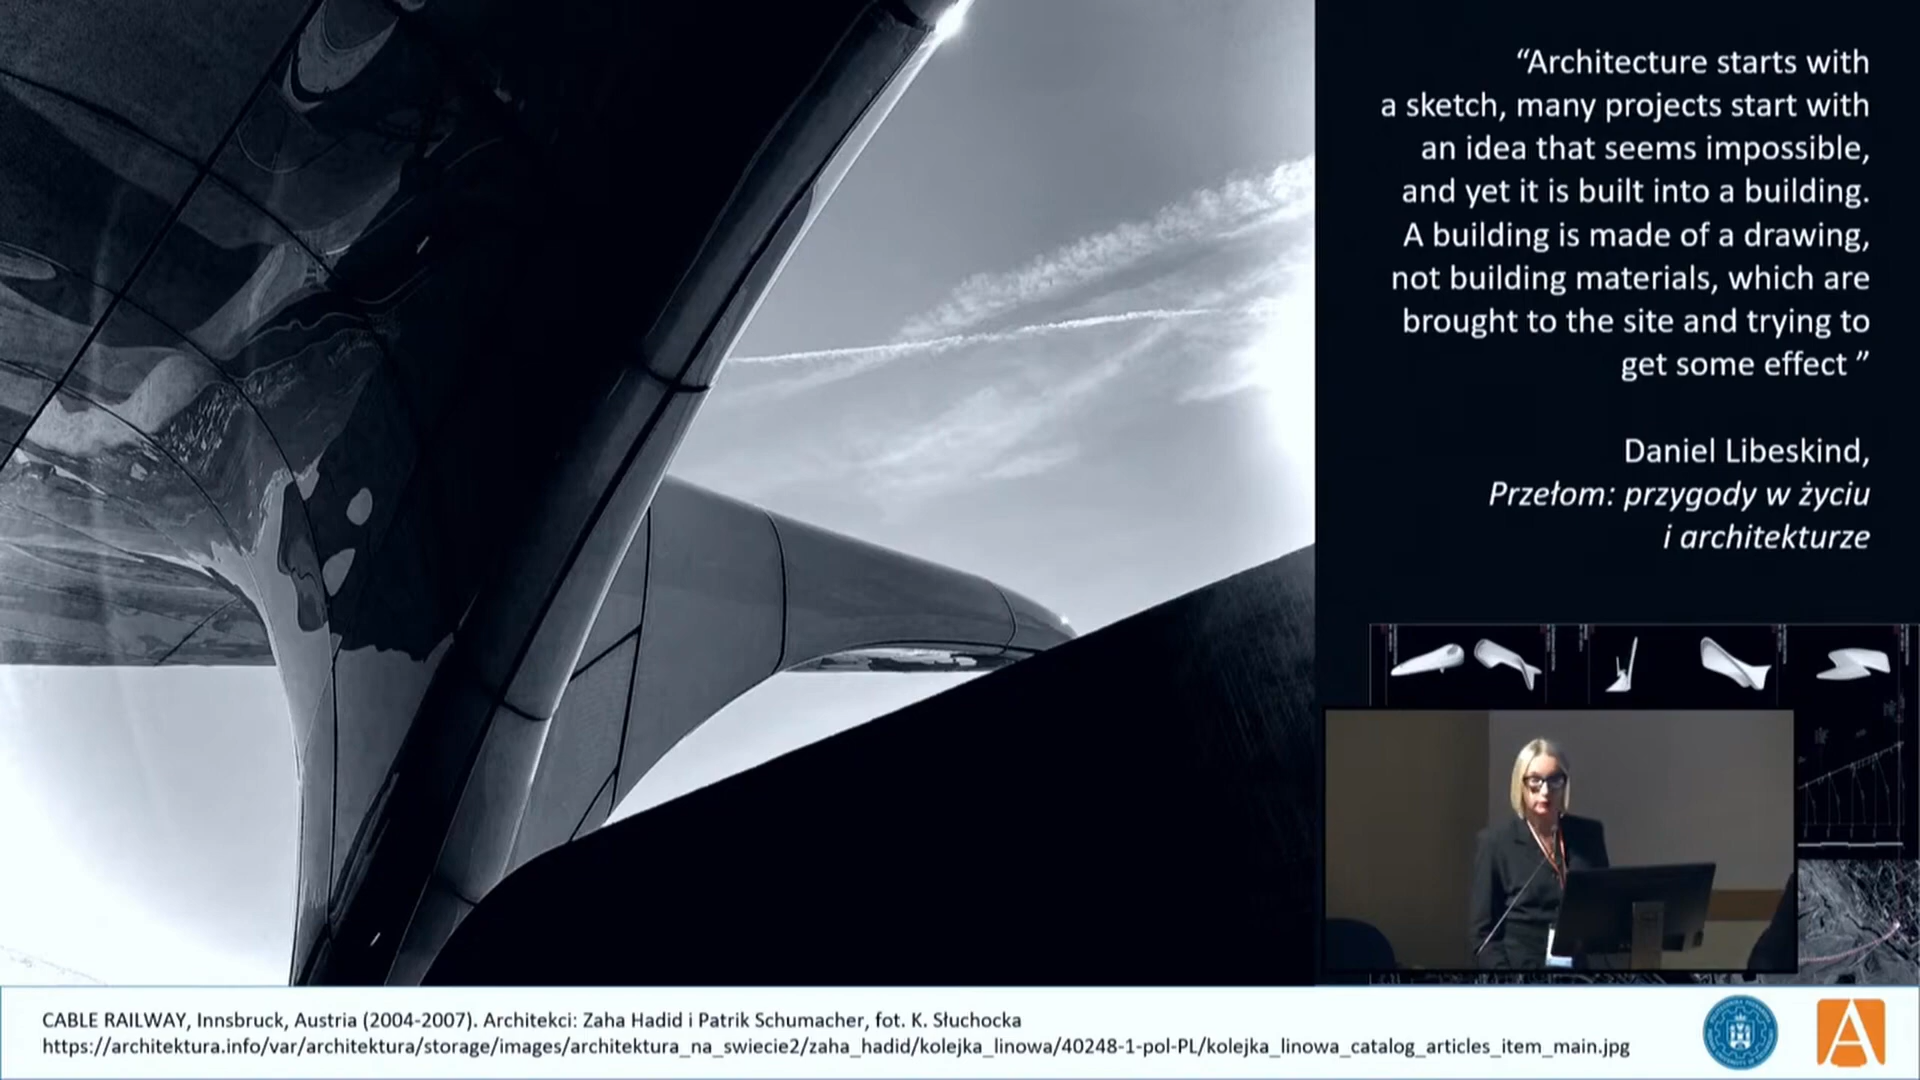 “Architecture starts with
a sketch, many projects start with
an idea that seems impossible,
and yet it is built into a building.
A building is made of a drawing,
not building materials, which are
brought to the site and trying to
get some effect ”
Daniel Libeskind,
Przełom: przygody w życiu
i architekturze
CABLE RAILWAY, Innsbruck, Austria (2004-2007). Architekci: Zaha Hadid i Patrik Schumacher, fot. K. Słuchocka
https://architektura.info/var/architektura/storage/images/architektura_na_swiecie2/zaha_hadid/kolejka_linowa/40248-1-pol-PL/kolejka_linowa_catalog_articles_item_main.jpg
A